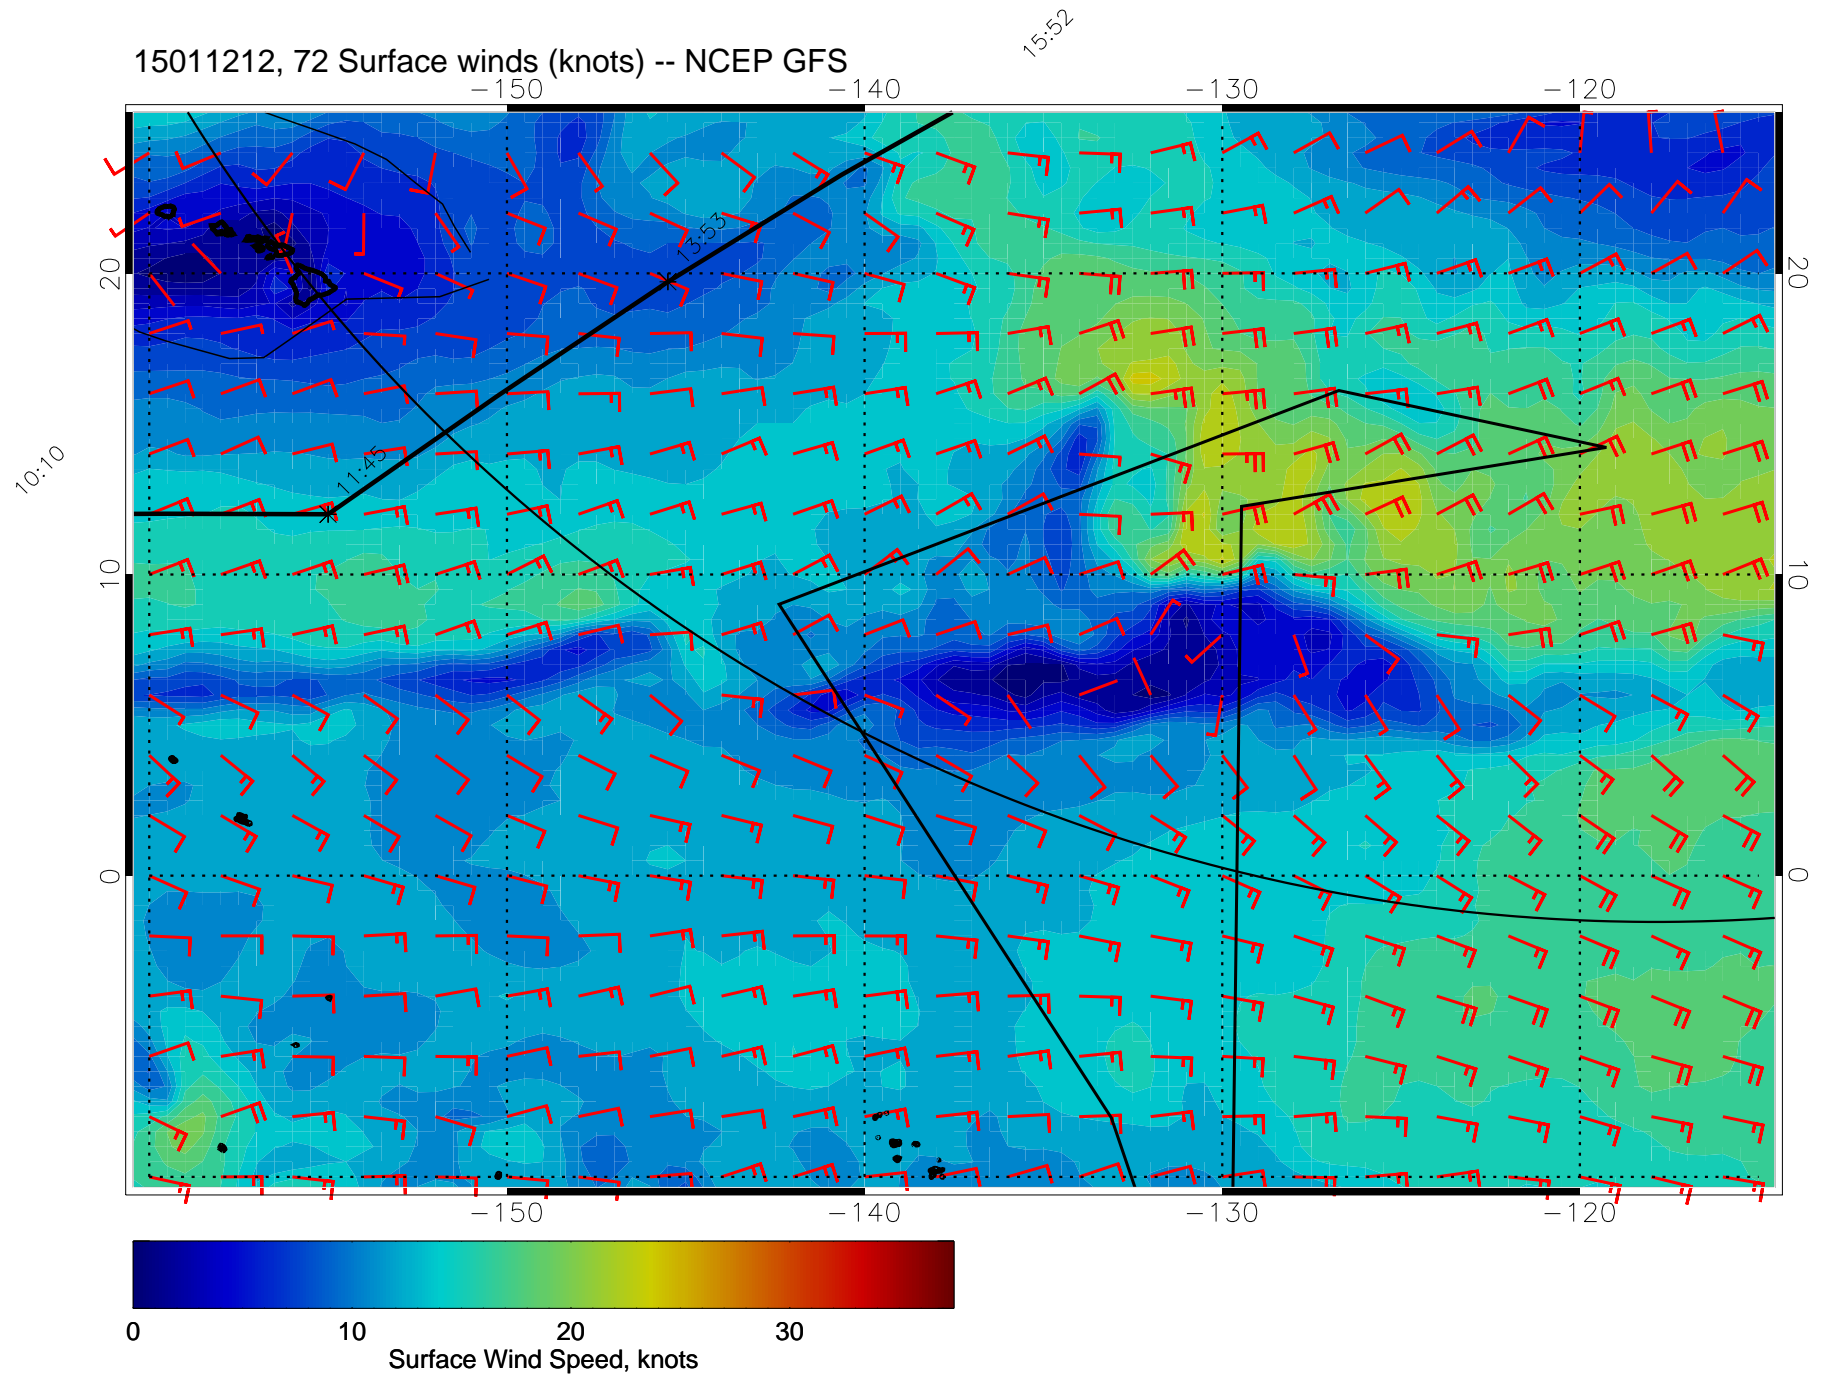 15:52
15011212, 72 Surface winds (knots) -- NCEP GFS
-150 -140 -130 -120
13:53
20 20
11:45
10:10
10 10
0 0
-150 -140 -130 -120
0 10 20 30
Surface Wind Speed, knots